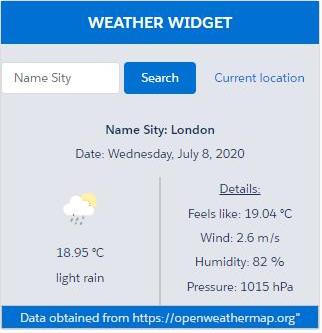 WEATHER WIDGET
Name Sity
Search
Current location
Name Sity: London
Date: Wednesday, July 8, 2020
18.95 °C
light rain
Details:
Feels like: 19.04 °C
Wind: 2.6 m/s
Humidity: 82 %
Pressure: 1015 hPa
Data obtained from https://openweathermap.org"